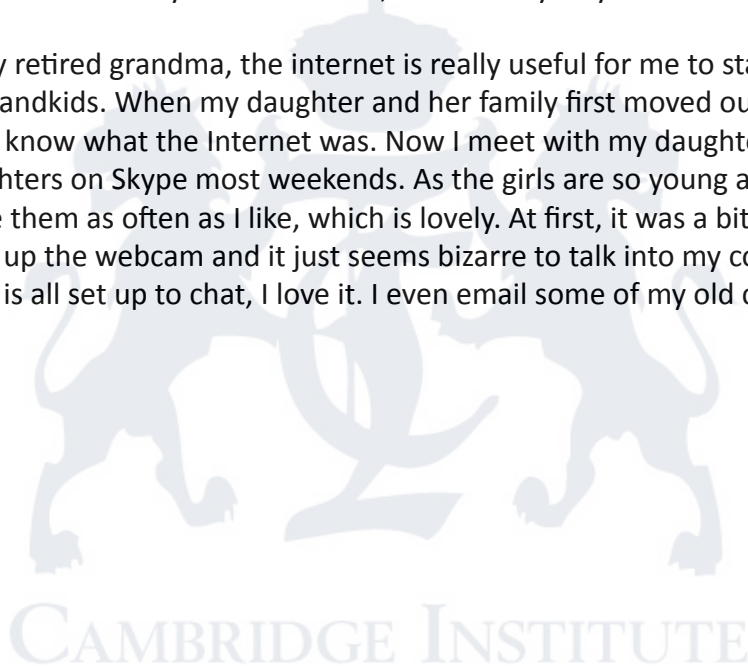 y retired grandma, the internet is really useful for me to sta
andkids. When my daughter and her family first moved ou
know what the Internet was. Now I meet with my daughte
hters on Skype most weekends. As the girls are so young a
e them as often as I like, which is lovely. At first, it was a bit
up the webcam and it just seems bizarre to talk into my co
is all set up to chat, I love it. I even email some of my old c
CAMBRIDGE INSTITUTE